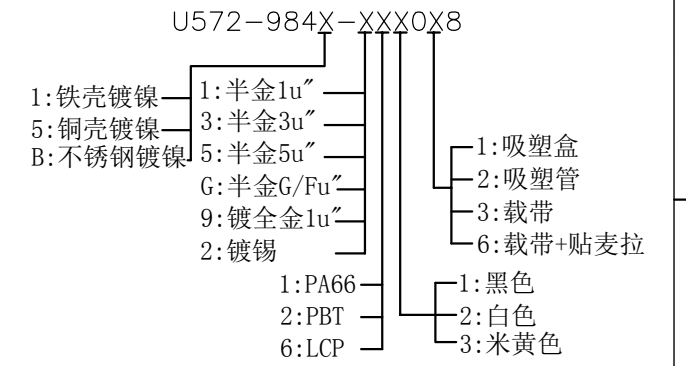 U572-984X-XXX0X8
1:铁壳镀镍
5:铜壳镀镍
B:不锈钢镀镍
1:半金1u"
3:半金3u"
5:半金5u"
G:半金G/Fu"
9:镀全金1u"
2:镀锡
1:PA66
2:PBT
6:LCP
1:吸塑盒
2:吸塑管
3:载带
6:载带+贴麦拉
1:黑色
2:白色
3:米黄色